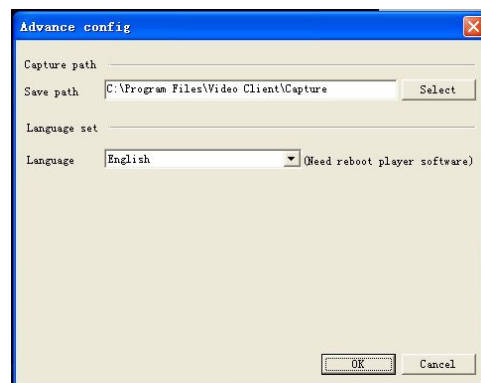 Advance config
Capture path
Save path C:\Program Files\Video Client\Capture Select
Language set
Language English (Need reboot player software)
OK Cancel